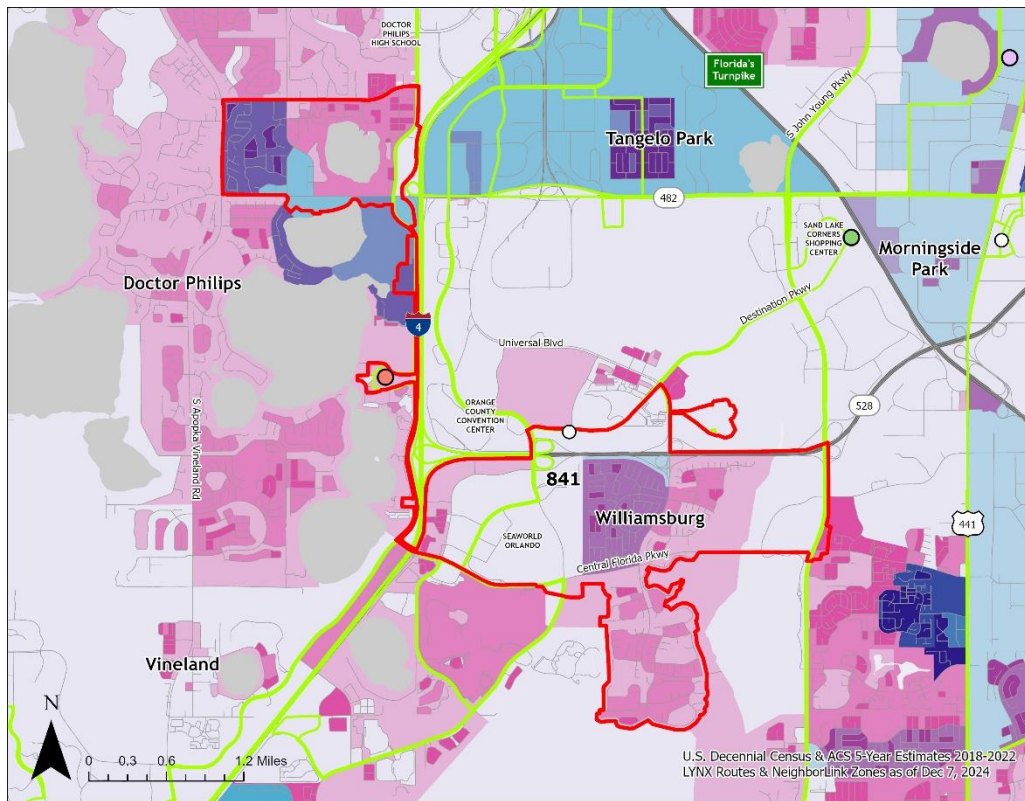 DOCTOR
PHILIPS
HIGH SCHOOL
Florida's
Turnpike
S John Young Pkwy
Tangelo Park
482
SAND LAKE
CORNERS
SHOPPING
CENTER
Morningside
Park
Doctor Philips
Destination Pkwy
4
Universal Blvd
S Apopka Vineland Rd
ORANGE
COUNTY
CONVENTION
CENTER
528
841
Williamsburg
441
SEAWORLD
ORLANDO
Central Florida Pkwy
Vineland
N
0 0.3 0.6 1.2 Miles
U.S. Decennial Census & ACS 5-Year Estimates 2018-2022
LYNX Routes & NeighborLink Zones as of Dec 7, 2024